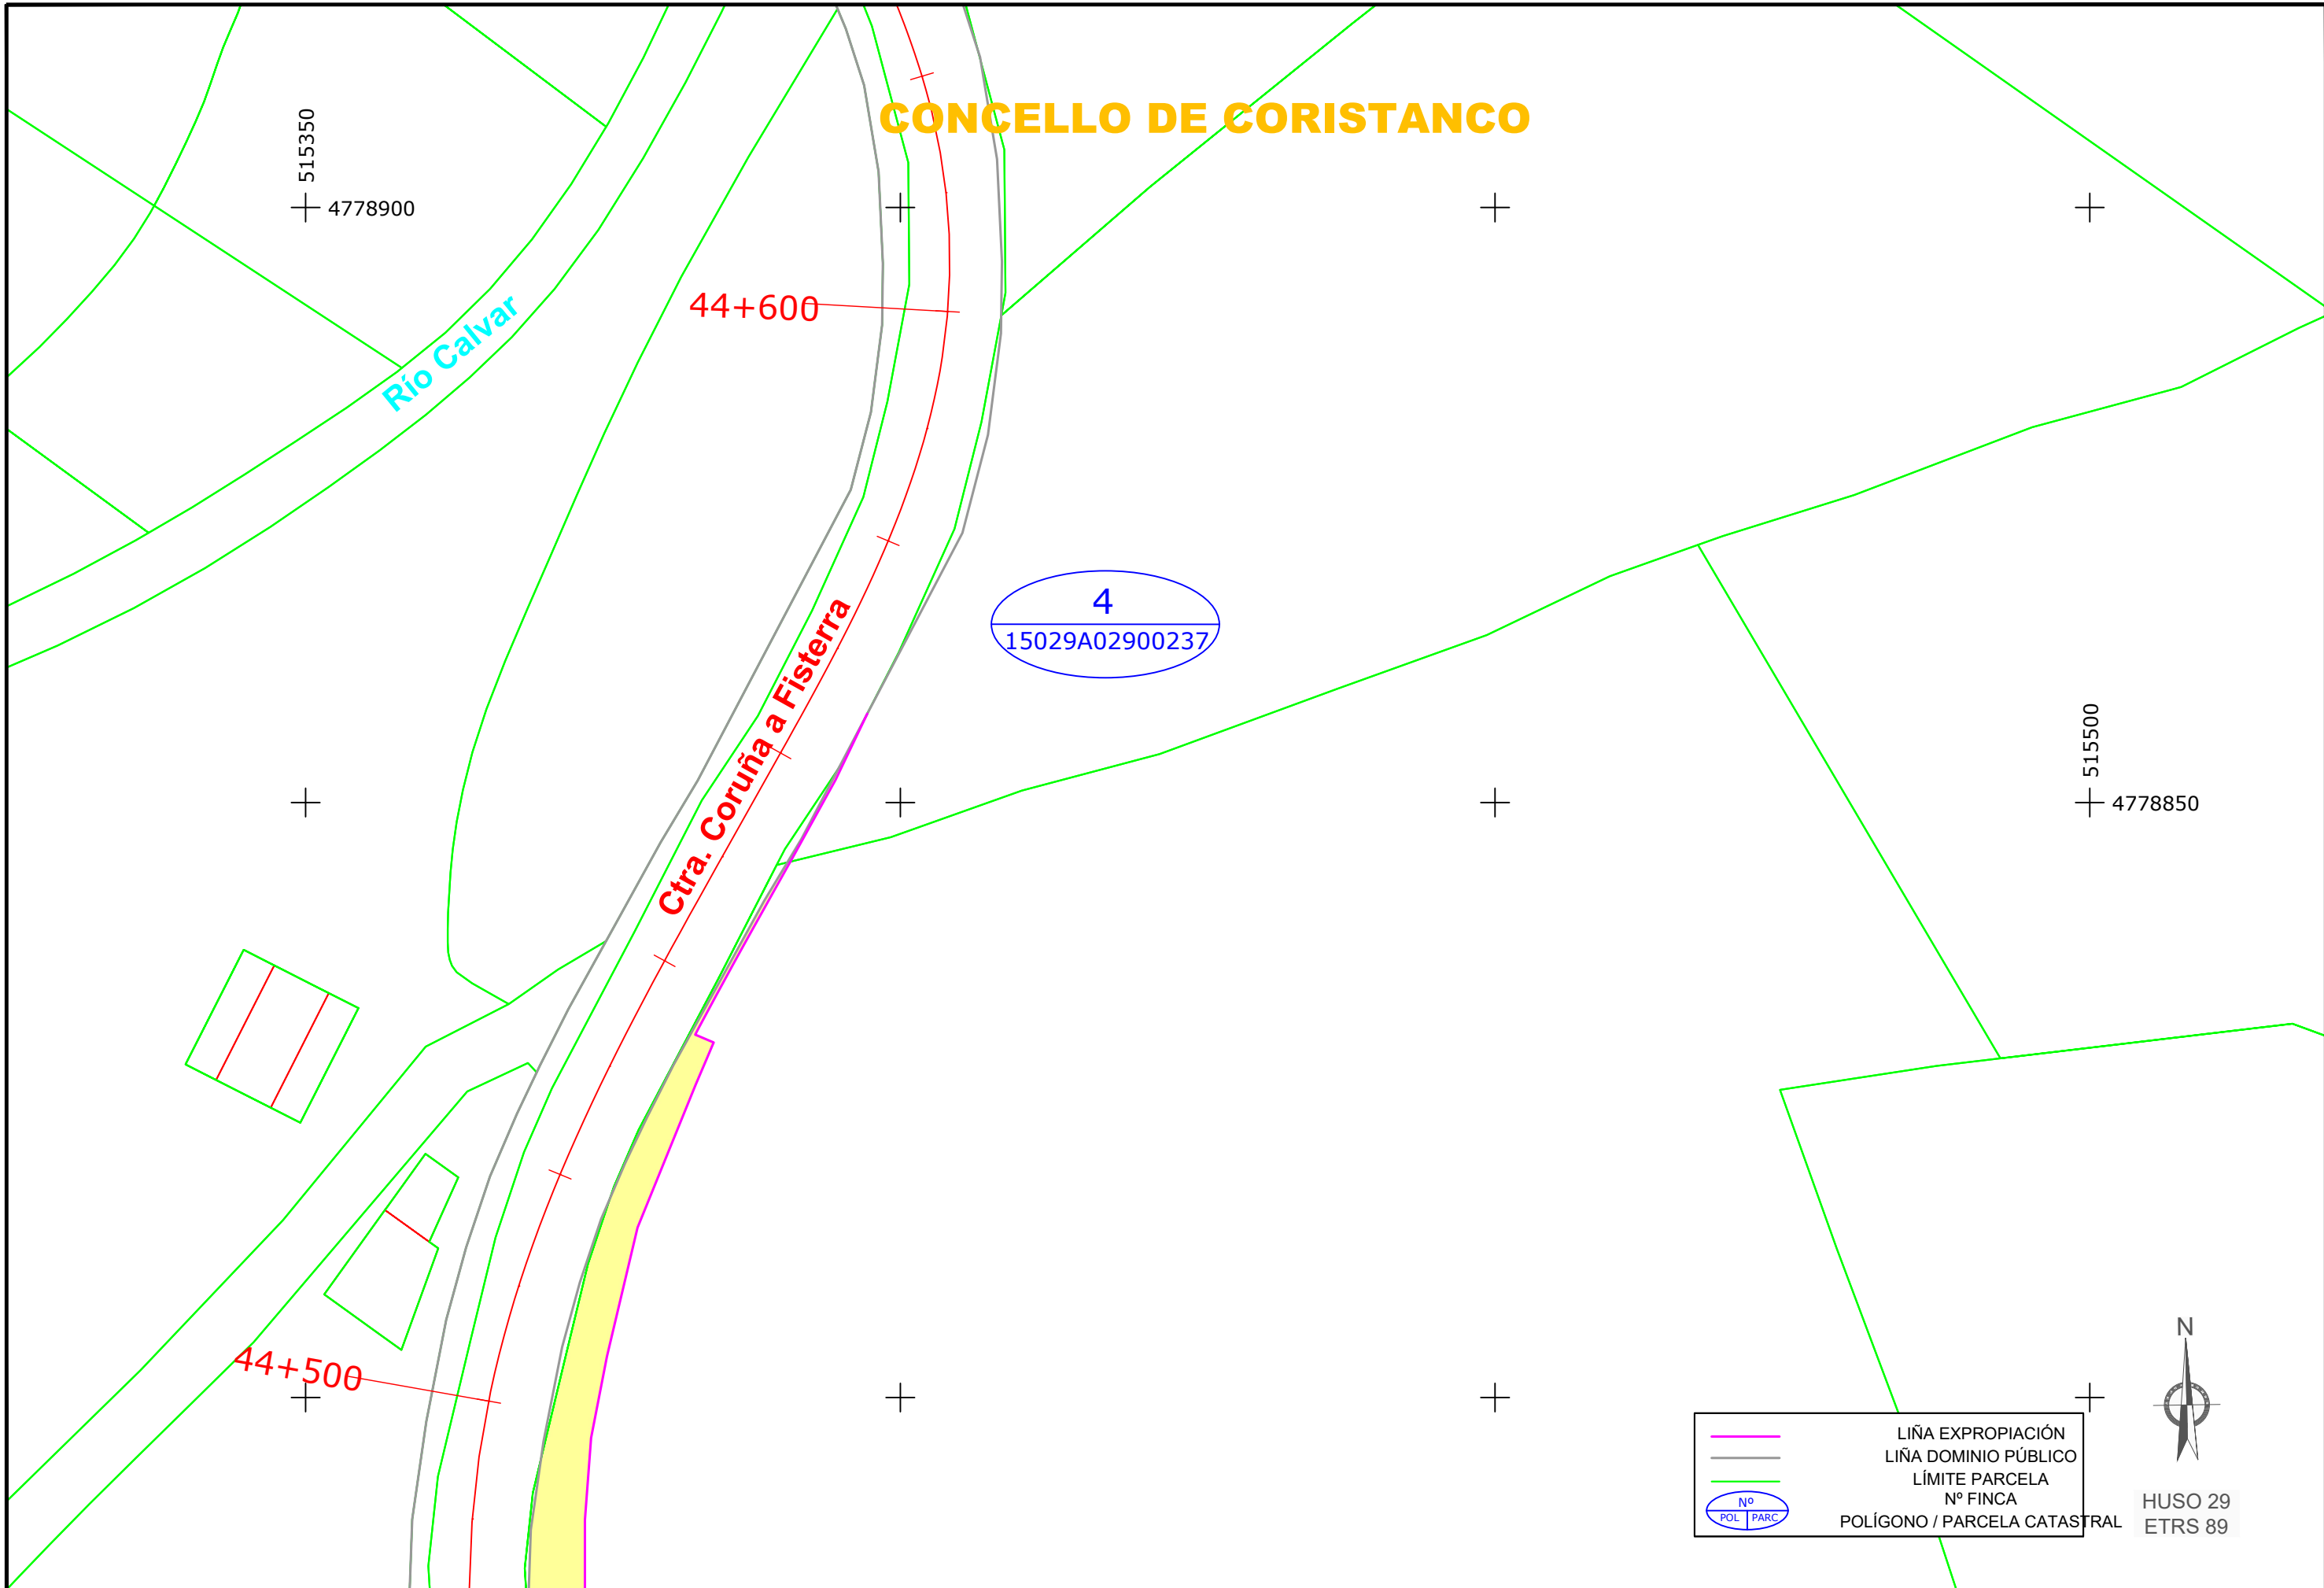 CONCELLO DE CORISTANCO
515350
4778900
44+600
Río Calvar
4
15029A02900237
Ctra. Coruña a Fisterra
515500
4778850
44+500
N
LIÑA EXPROPIACIÓN
LIÑA DOMINIO PÚBLICO
LÍMITE PARCELA
Nº FINCA
Nº
POL PARC
POLÍGONO / PARCELA CATASTRAL
HUSO 29
ETRS 89